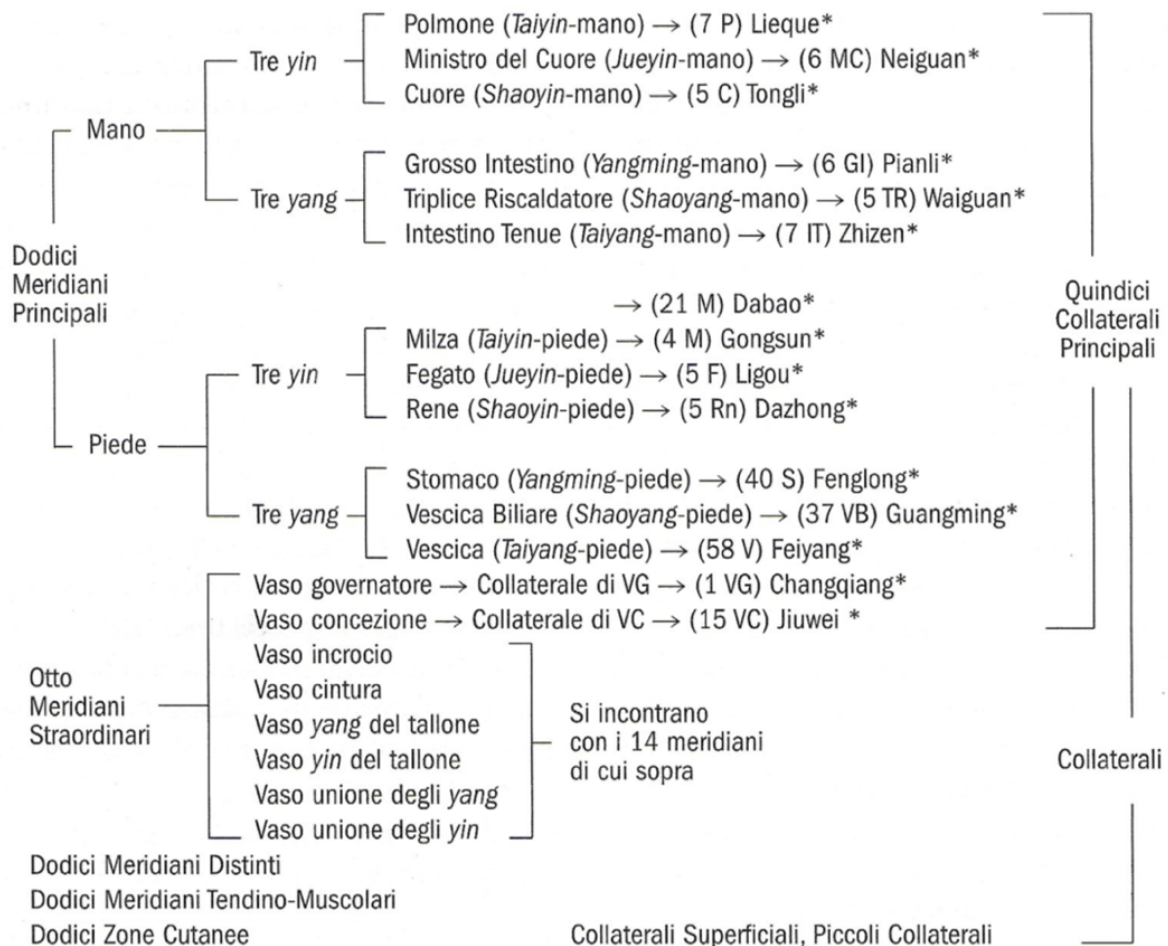 Polmone (Taiyin-mano) → (7 P) Lieque*
Tre yin
Ministro del Cuore (Jueyin-mano) → (6 MC) Neiguan*
Cuore (Shaoyin-mano) → (5 C) Tongli*
Mano
Grosso Intestino (Yangming-mano) → (6 GI) Pianli*
Tre yang
Triplice Riscaldatore (Shaoyang-mano) → (5 TR) Waiguan*
Intestino Tenue (Taiyang-mano) → (7 IT) Zhizen*
Dodici
Meridiani
Principali
Quindici
Collaterali
Principali
→ (21 M) Dabao*
Milza (Taiyin-piede) → (4 M) Gongsun*
Tre yin
Fegato (Jueyin-piede) → (5 F) Ligou*
Rene (Shaoyin-piede) → (5 Rn) Dazhong*
Piede
Stomaco (Yangming-piede) → (40 S) Fenglong*
Tre yang
Vescica Biliare (Shaoyang-piede) → (37 VB) Guangming*
Vescica (Taiyang-piede) → (58 V) Feiyang*
Vaso governatore → Collaterale di VG → (1 VG) Changqiang*
Vaso concezione → Collaterale di VC → (15 VC) Jiuwei *
Vaso incrocio
Otto
Meridiani
Straordinari
Vaso cintura
Vaso yang del tallone
Vaso yin del tallone
Vaso unione degli yang
Vaso unione degli yin
Si incontrano
con i 14 meridiani
di cui sopra
Collaterali
Dodici Meridiani Distinti
Dodici Meridiani Tendino-Muscolari
Dodici Zone Cutanee
Collaterali Superficiali, Piccoli Collaterali